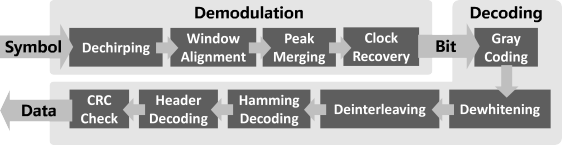 Demodulation
Decoding
Symbol
Dechirping
Window
Alignment
Peak
Merging
Clock
Recovery
Bit
Gray
Coding
Data
CRC
Check
Header
Decoding
Hamming
Decoding
Deinterleaving
Dewhitening